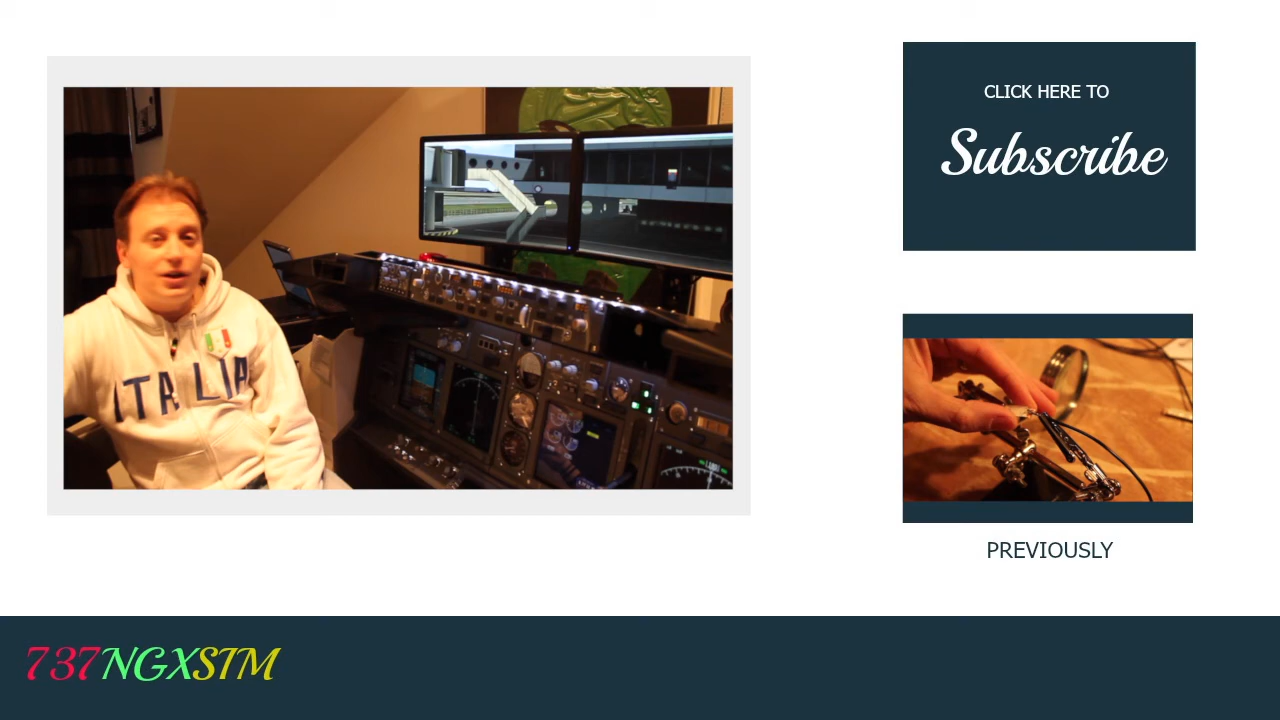 CLICK HERE TO
Subscribe
ITALIA
PREVIOUSLY
737NGXSIM